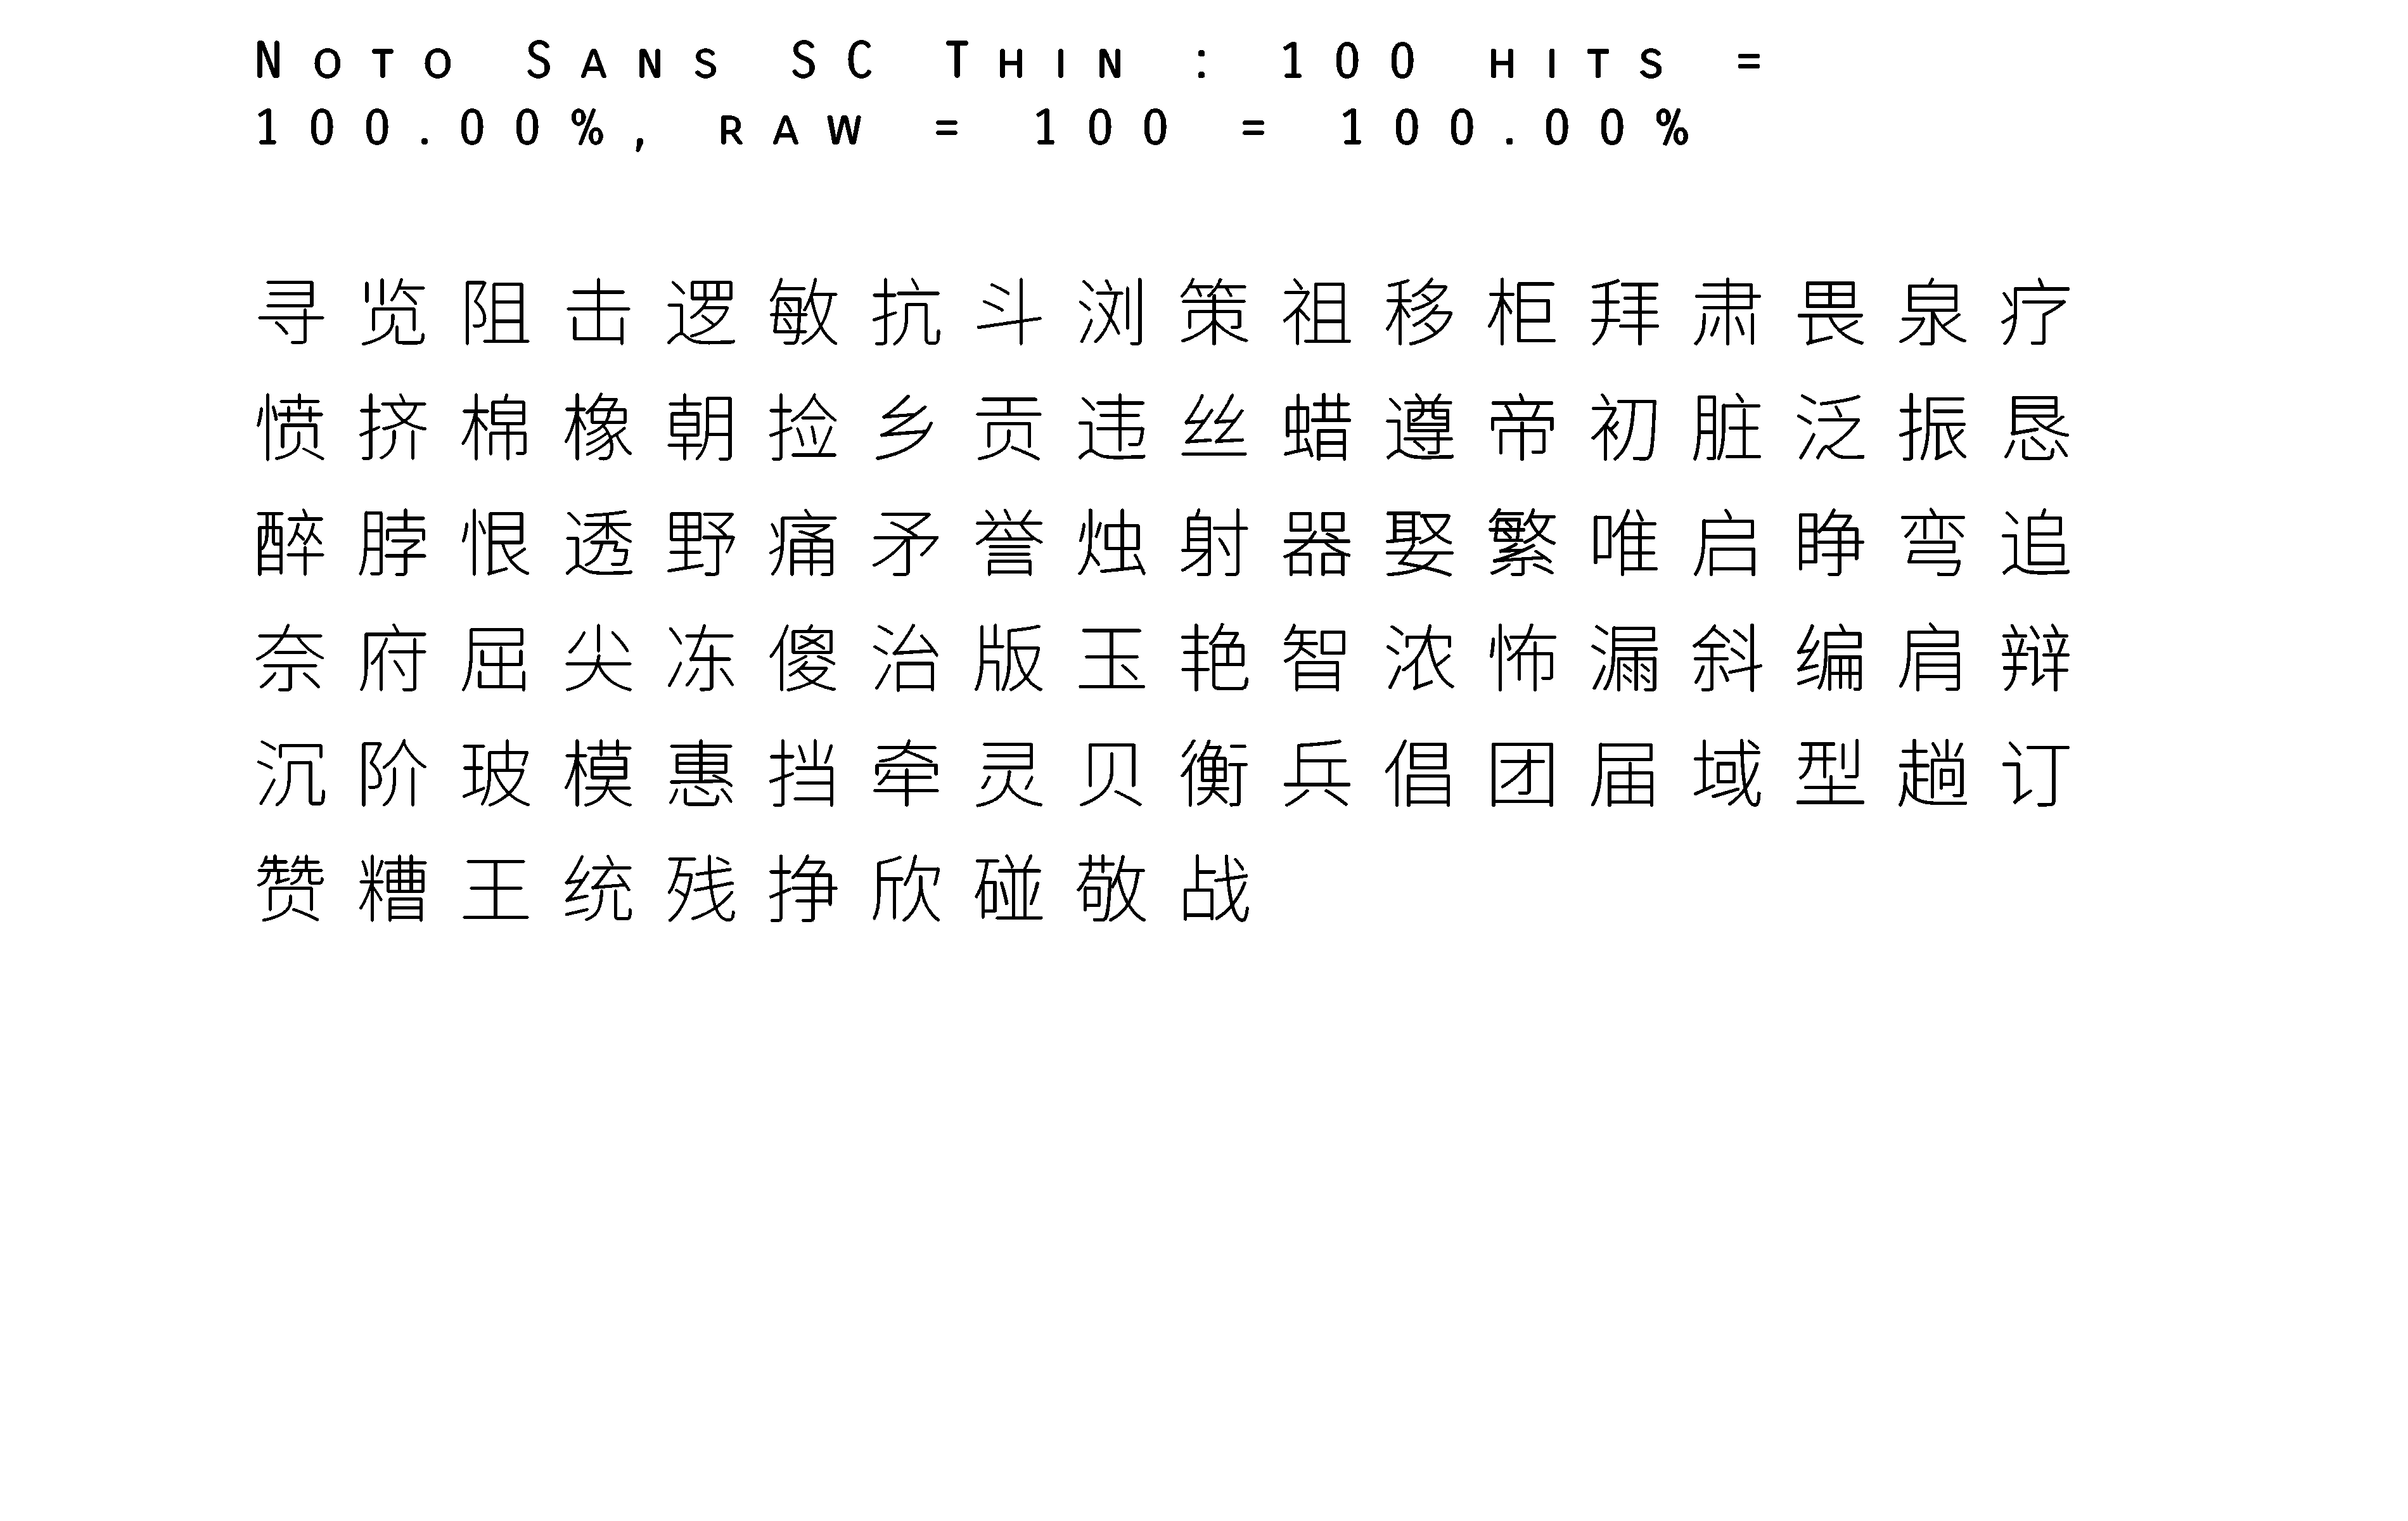 Noto Sans SC Thin : 100 hits =
100.00%, raw = 100 = 100.00%
寻览阻击逻敏抗斗浏策祖移柜拜肃畏泉疗
愤挤棉橡朝捡乡贡违丝蜡遵帝初脏泛振恳
醉脖恨透野痛矛誉烛射器娶繁唯启睁弯追
奈府屈尖冻傻治版玉艳智浓怖漏斜编肩辩
沉阶玻模惠挡牵灵贝衡兵倡团届域型趟订
赞糟王统残挣欣碰敬战